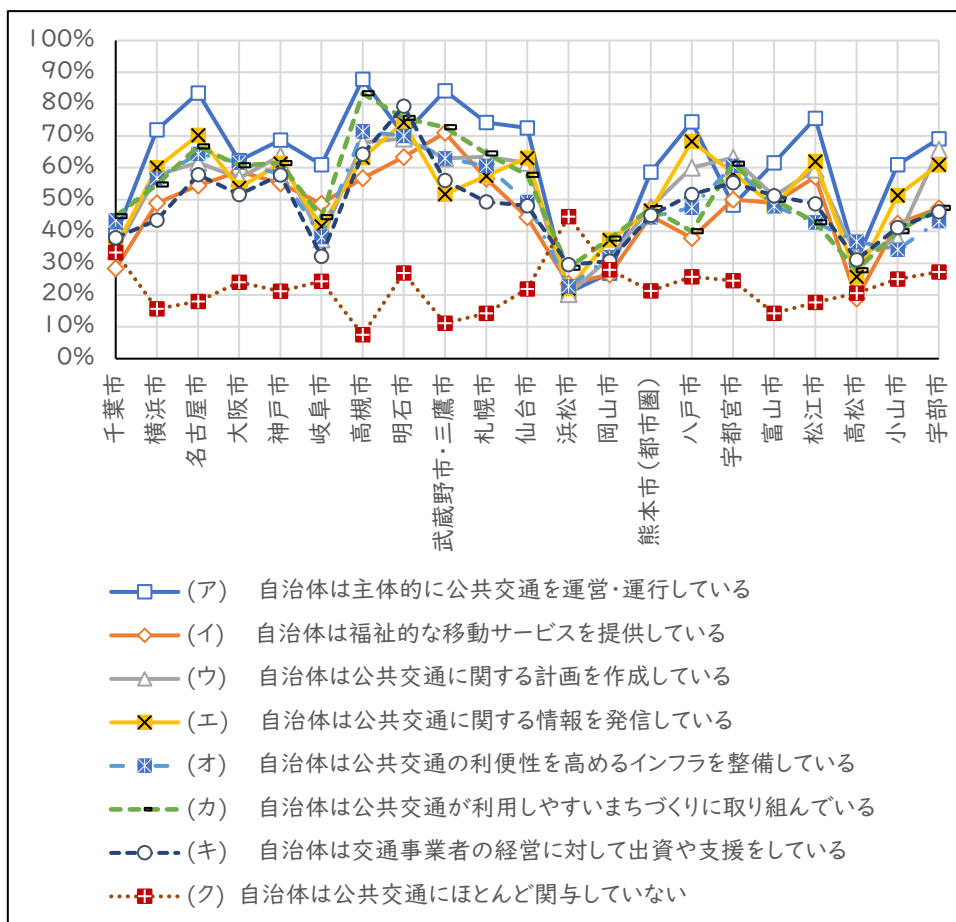 100%
90%
80%
70%
60%
50%
40%
30%
20%
10%
0%
千葉市
横浜市
名古屋市
大阪市
神戸市
岐阜市
高槻市
明石市
武蔵野市・三鷹市
札幌市
仙台市
浜松市
岡山市
熊本市(都市圏)
八戸市
宇都宮市
富山市
松江市
高松市
小山市
宇部市
(ア) 自治体は主体的に公共交通を運営・運行している
(イ) 自治体は福祉的な移動サービスを提供している
(ウ) 自治体は公共交通に関する計画を作成している
(エ) 自治体は公共交通に関する情報を発信している
(オ) 自治体は公共交通の利便性を高めるインフラを整備している
(カ) 自治体は公共交通が利用しやすいまちづくりに取り組んでいる
(キ) 自治体は交通事業者の経営に対して出資や支援をしている
(ク) 自治体は公共交通にほとんど関与していない